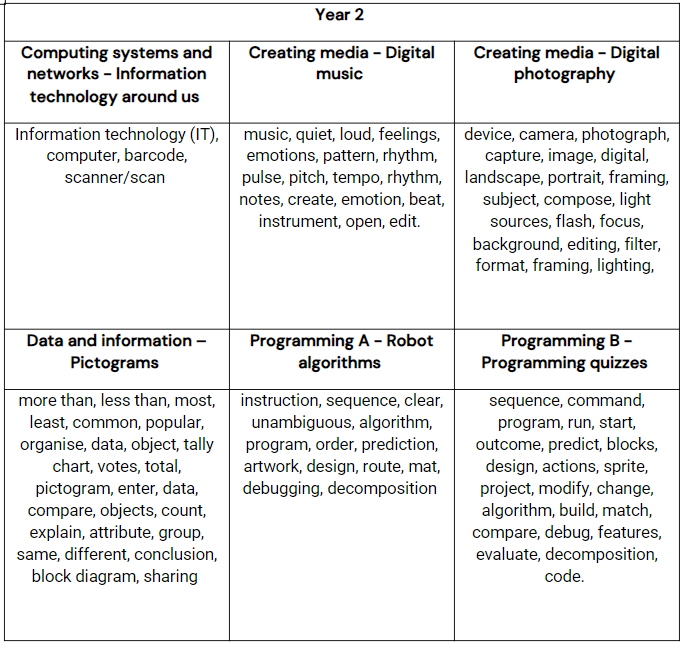 Year 2
Computing systems and
networks - Information
technology around us
Creating media - Digital
music
Creating media - Digital
photography
Information technology (IT),
computer, barcode,
scanner/scan
music, quiet, loud, feelings,
emotions, pattern, rhythm,
pulse, pitch, tempo, rhythm,
notes, create, emotion, beat,
instrument, open, edit.
device, camera, photograph,
capture, image, digital,
landscape, portrait, framing,
subject, compose, light
sources, flash, focus,
background, editing, filter,
format, framing, lighting,
Data and information –
Pictograms
Programming A - Robot
algorithms
Programming B -
Programming quizzes
more than, less than, most,
least, common, popular,
organise, data, object, tally
chart, votes, total,
pictogram, enter, data,
compare, objects, count,
explain, attribute, group,
same, different, conclusion,
block diagram, sharing
instruction, sequence, clear,
unambiguous, algorithm,
program, order, prediction,
artwork, design, route, mat,
debugging, decomposition
sequence, command,
program, run, start,
outcome, predict, blocks,
design, actions, sprite,
project, modify, change,
algorithm, build, match,
compare, debug, features,
evaluate, decomposition,
code.